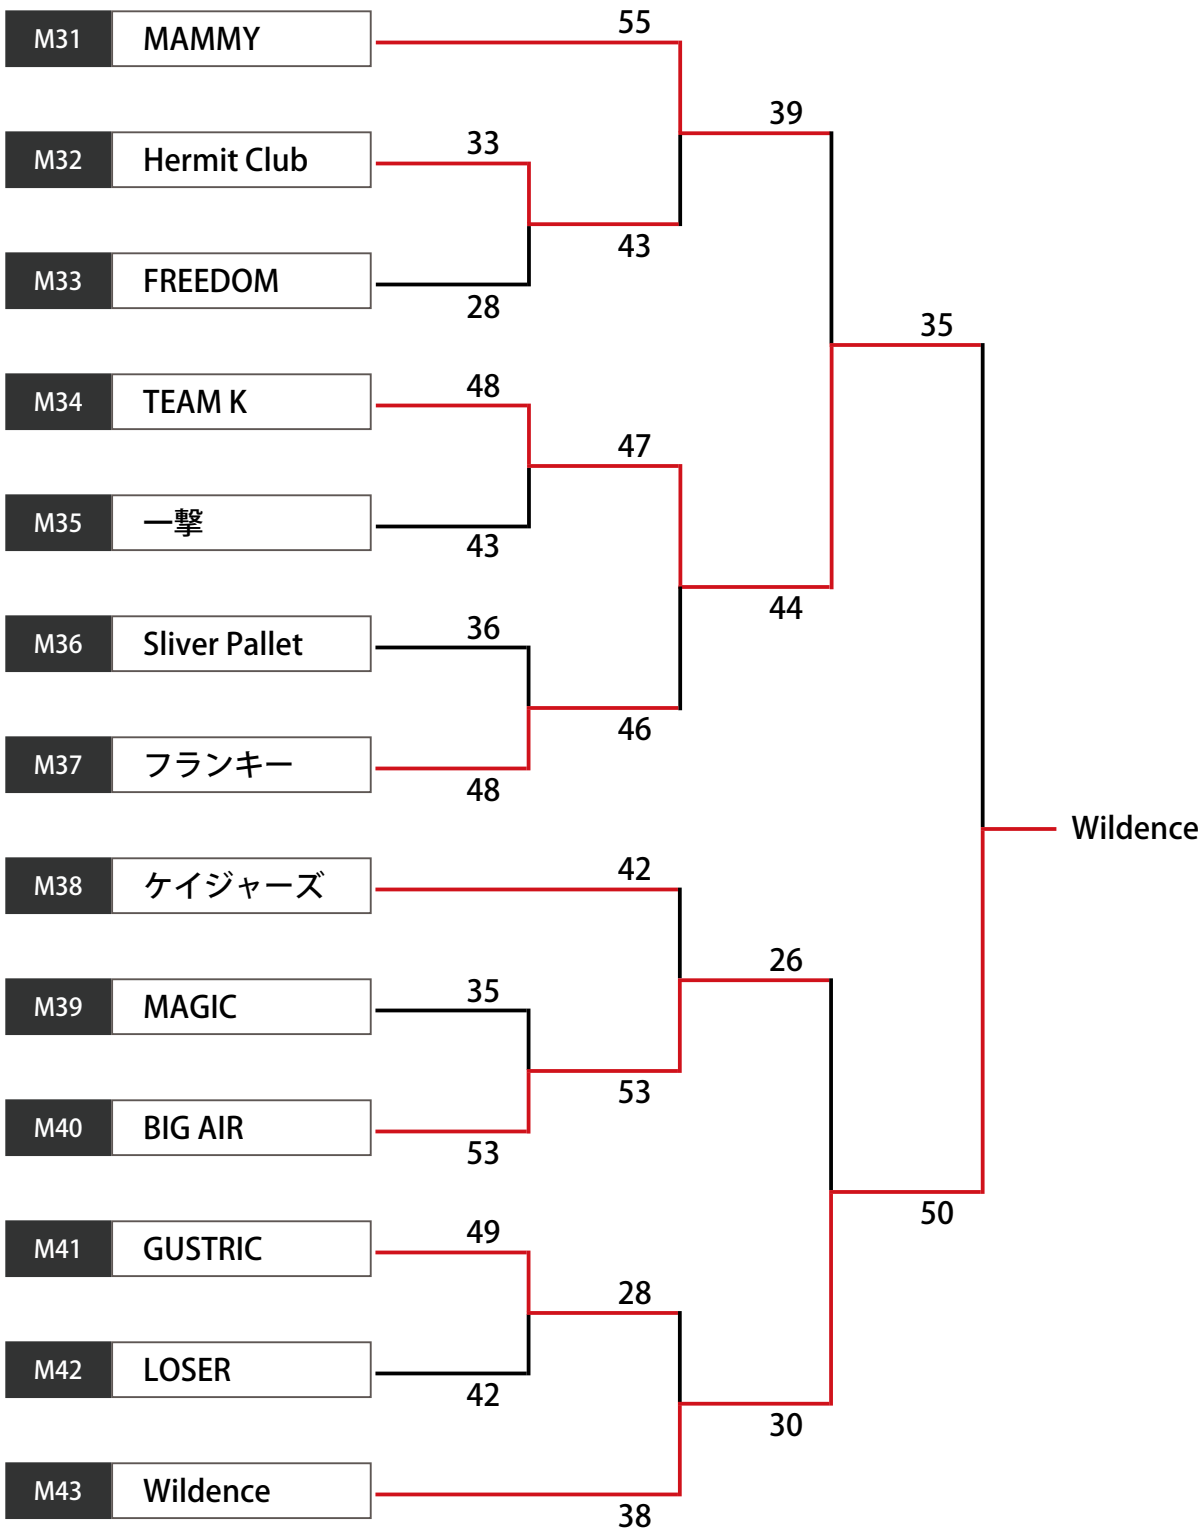 M31 MAMMY
55
39
M32 Hermit Club
33
43
M33 FREEDOM
28
35
M34 TEAM K
48
47
M35 一撃
43
44
M36 Sliver Pallet
36
46
M37 フランキー
48
Wildence
M38 ケイジャーズ
42
26
M39 MAGIC
35
53
M40 BIG AIR
53
50
M41 GUSTRIC
49
28
M42 LOSER
42
30
M43 Wildence
38